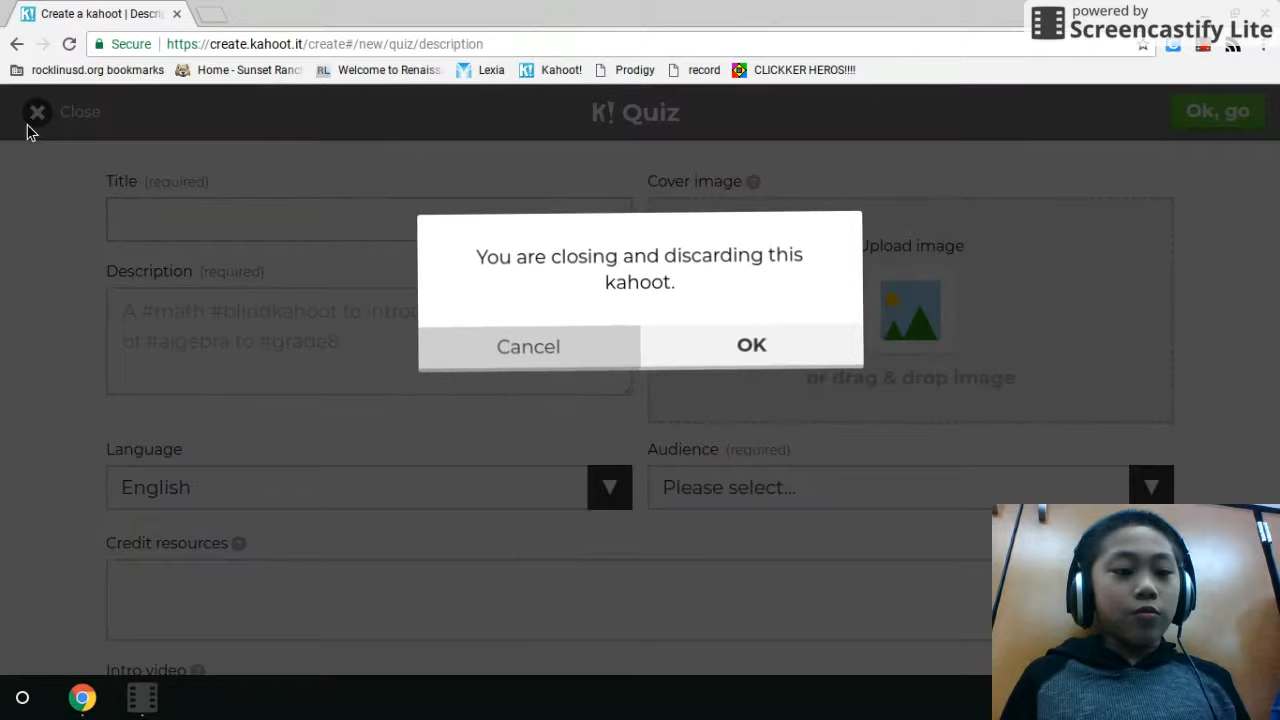 Create a kahoot | Descri
powered by
Screencastify Lite
Secure https://create.kahoot.it/create#/new/quiz/description
rocklinusd.org bookmarks Home - Sunset Ranc Welcome to Renaiss Lexia Kahoot! Prodigy record CLICKKER HEROS!!!!
Close
K! Quiz
Ok, go
Title (required)
Cover image ?
You are closing and discarding this
kahoot.
Cancel
OK
Upload image
or drag & drop image
Description (required)
A #math #blindkahoot to introd
of #algebra to #grade8
Language
English
Audience (required)
Please select...
Credit resources ?
Intro video ?